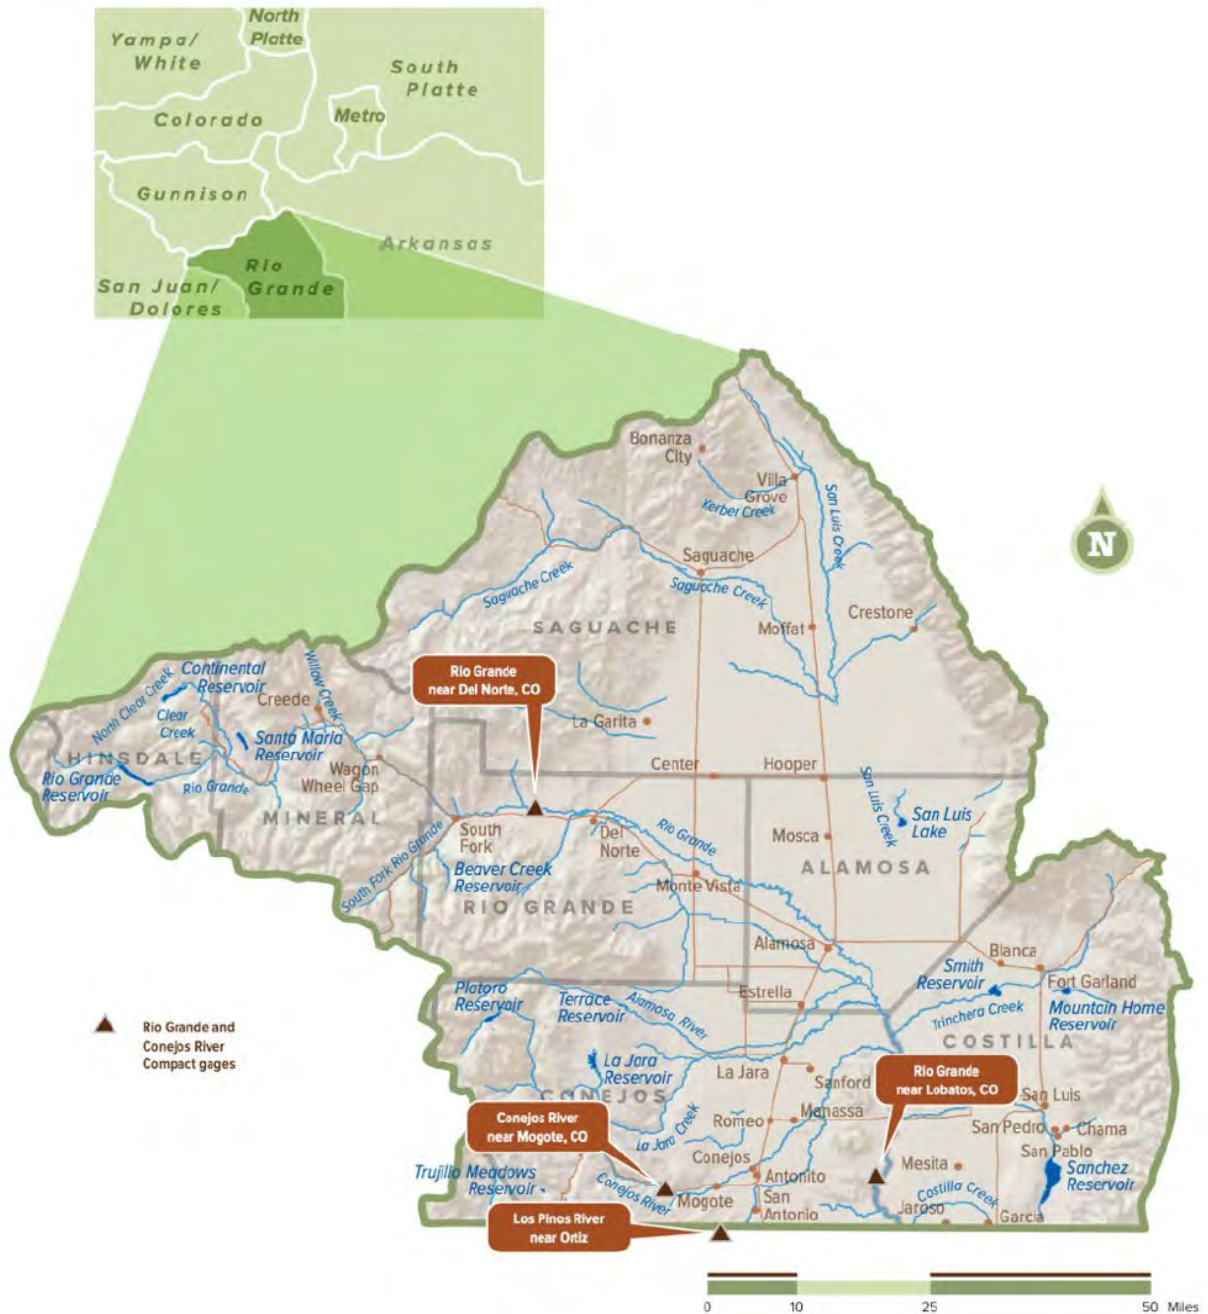 North
Platte
Yampa/
White
South
Platte
Colorado
Metro
Gunnison
Arkansas
Rio
Grande
San Juan/
Dolores
Bonanza
City
Villa
Grove
Kerber Creek
San Luis Creek
N
Saguache
Saguache Creek
Saguache Creek
Crestone
SAGUACHE
Moffat
Rio Grande
near Del Norte, CO
Continental
Reservoir
Willow Creek
North Clear Creek
Creede
Clear
Creek
La Garita
HINSDALE
Santa Maria
Reservoir
Rio Grande
Reservoir
Rio Grande
Wagon
Wheel Gap
Center
Hooper
San Luis Creek
MINERAL
San Luis
Lake
South
Fork
Del
Norte
Rio Grande
Mosca
South Fork Rio Grande
Beaver Creek
Reservoir
ALAMOSA
Monte Vista
RIO GRANDE
Alamosa
Blanca
Smith
Reservoir
Fort Garland
Platoro
Reservoir
Terrace
Reservoir
Alamosa River
Estrella
Trinchera Creek
Mountain Home
Reservoir
Rio Grande and
Conejos River
Compact gages
COSTILLA
La Jara
Reservoir
La Jara
Sanford
Rio Grande
near Lobatos, CO
CONEJOS
San Luis
Conejos River
near Mogote, CO
Romeo
Manassa
San Pedro
Chama
La Jara Creek
San Pablo
Conejos
Mesita
Sanchez
Reservoir
Trujillo Meadows
Reservoir
Antonito
Conejos River
Mogote
San
Antonio
Costilla Creek
Jaroso
Garcia
Los Pinos River
near Ortiz
0 10 25 50 Miles